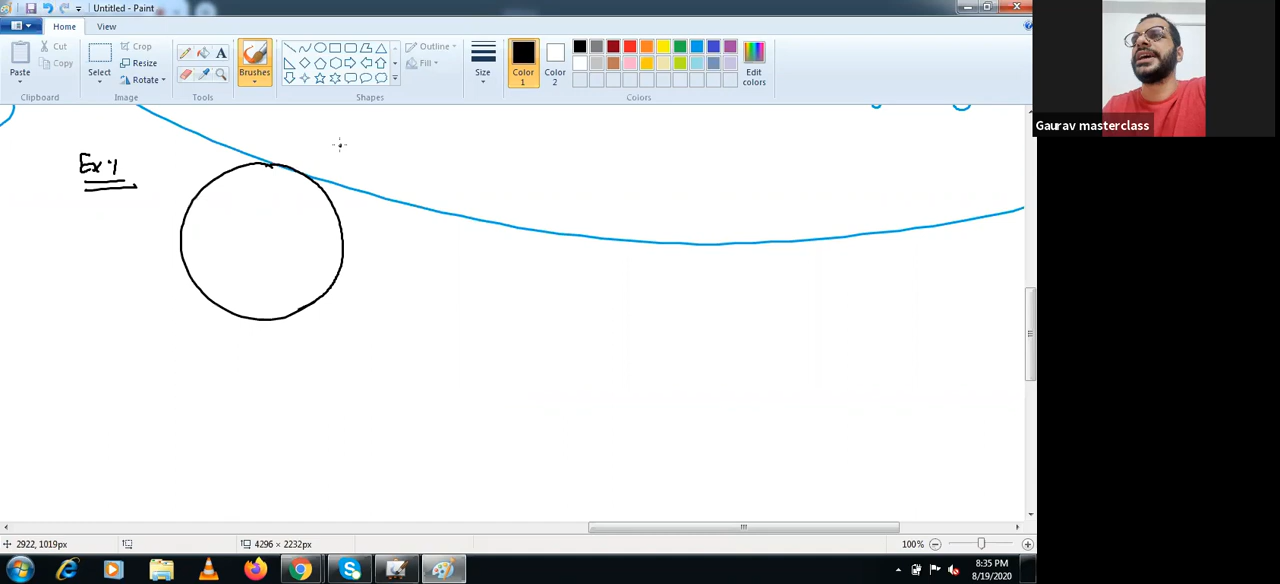 Untitled - Paint
Home View
Paste
Cut
Copy
Clipboard
Select
Crop
Resize
Rotate
Image
Tools
Brushes
Outline
Fill
Shapes
Size
Color 1
Color 2
Edit colors
Colors
Gaurav masterclass
Ex:1
2922, 1019px
4296 × 2232px
100%
8:35 PM
8/19/2020